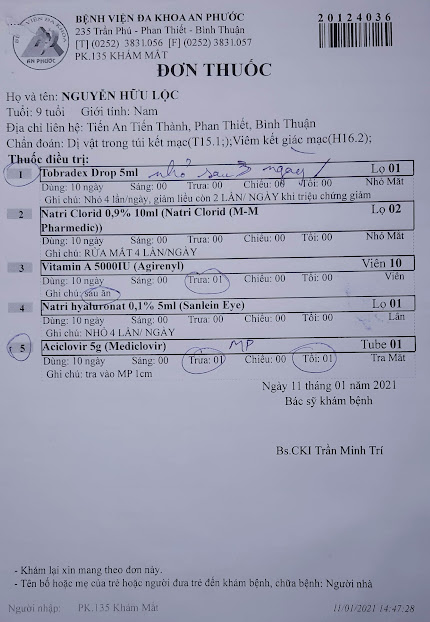 BỆNH VIỆN ĐA KHOA AN PHƯỚC
235 Trần Phú - Phan Thiết - Bình Thuận
[T] (0252) 3831.056 [F] (0252) 3831.057
PK.135 KHÁM MẮT
20124036
AN PHƯỚC
ĐƠN THUỐC
Họ và tên: NGUYỄN HỮU LỘC
Tuổi: 9 tuổi Giới tính: Nam
Địa chỉ liên hệ: Tiến An Tiến Thành, Phan Thiết, Bình Thuận
Chẩn đoán: Dị vật trong túi kết mạc(T15.1;);Viêm kết giác mạc(H16.2);
Thuốc điều trị:
1 Tobradex Drop 5ml nhỏ sau 3 ngày Lọ 01
Dùng: 10 ngày Sáng: 00 Trưa: 00 Chiều: 00 Tối: 00 Nhỏ Mắt
Ghi chú: Nhỏ 4 lần/ngày, giảm liều còn 2 LẦN/ NGÀY khi triệu chứng giảm
2 Natri Clorid 0,9% 10ml (Natri Clorid (M-M Lọ 02
Pharmedic))
Dùng: 10 ngày Sáng: 00 Trưa: 00 Chiều: 00 Tối: 00 Nhỏ Mắt
Ghi chú: RỬA MẮT 4 LẦN/NGÀY
3 Vitamin A 5000IU (Agirenyl) Viên 10
Dùng: 10 ngày Sáng: 00 Trưa: 01 Chiều: 00 Tối: 00 Viên
Ghi chú: sau ăn
4 Natri hyaluronat 0,1% 5ml (Sanlein Eye) Lọ 01
Dùng: 10 ngày Sáng: 00 Trưa: 00 Chiều: 00 Tối: 00 Lần
Ghi chú: NHỎ 4 LẦN/ NGÀY
5 Aciclovir 5g (Mediclovir) MP Tube 01
Dùng: 10 ngày Sáng: 00 Trưa: 01 Chiều: 00 Tối: 01 Tra Mắt
Ghi chú: tra vào MP 1cm
Ngày 11 tháng 01 năm 2021
Bác sỹ khám bệnh
Bs.CKI Trần Minh Trí
- Khám lại xin mang theo đơn này.
- Tên bố hoặc mẹ của trẻ hoặc người đưa trẻ đến khám bệnh, chữa bệnh: Người nhà
Người nhập: PK.135 Khám Mắt 11/01/2021 14:47:28